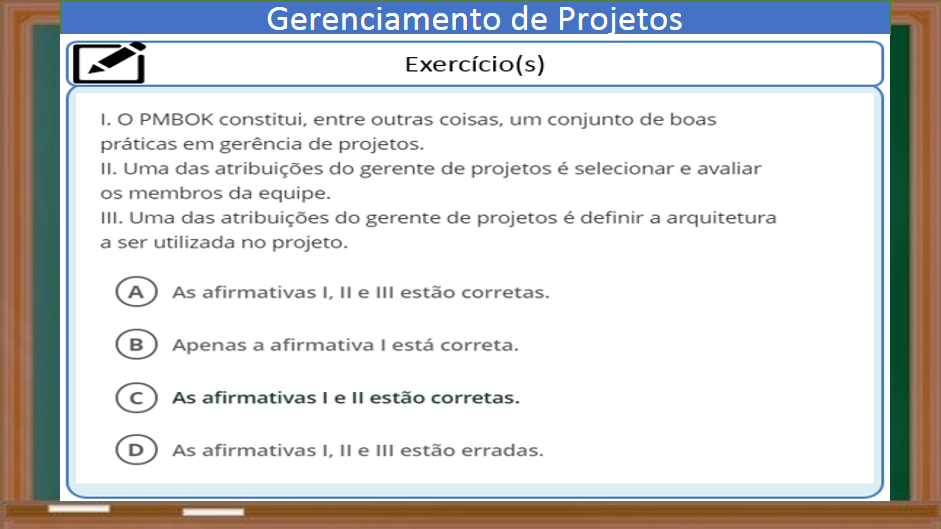 Gerenciamento de Projetos
Exercício(s)
I. O PMBOK constitui, entre outras coisas, um conjunto de boas
práticas em gerência de projetos.
II. Uma das atribuições do gerente de projetos é selecionar e avaliar
os membros da equipe.
III. Uma das atribuições do gerente de projetos é definir a arquitetura
a ser utilizada no projeto.
A As afirmativas I, II e III estão corretas.
B Apenas a afirmativa I está correta.
C As afirmativas I e II estão corretas.
D As afirmativas I, II e III estão erradas.